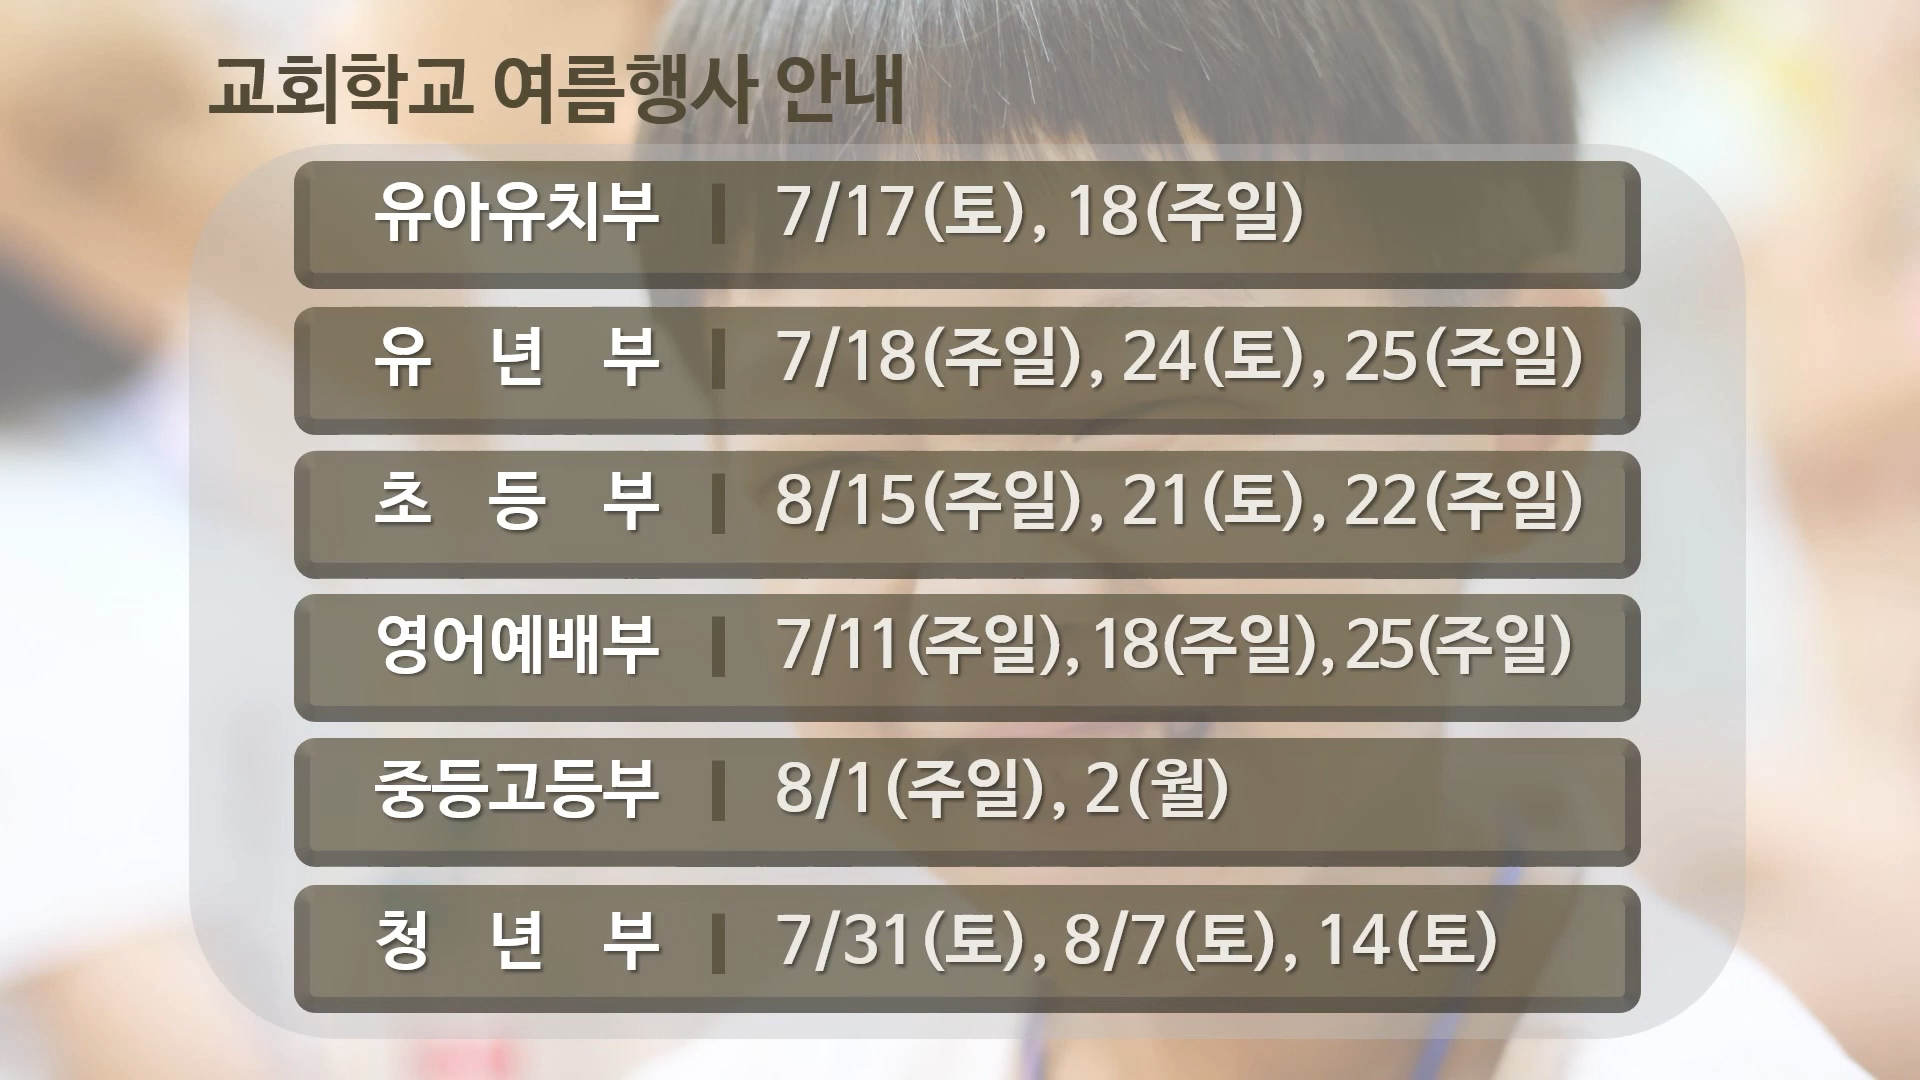 교회학교 여름행사 안내
유아유치부 | 7/17(토), 18(주일)
유 년 부 | 7/18(주일), 24(토), 25(주일)
초 등 부 | 8/15(주일), 21(토), 22(주일)
영어예배부 | 7/11(주일), 18(주일), 25(주일)
중등고등부 | 8/1(주일), 2(월)
청 년 부 | 7/31(토), 8/7(토), 14(토)